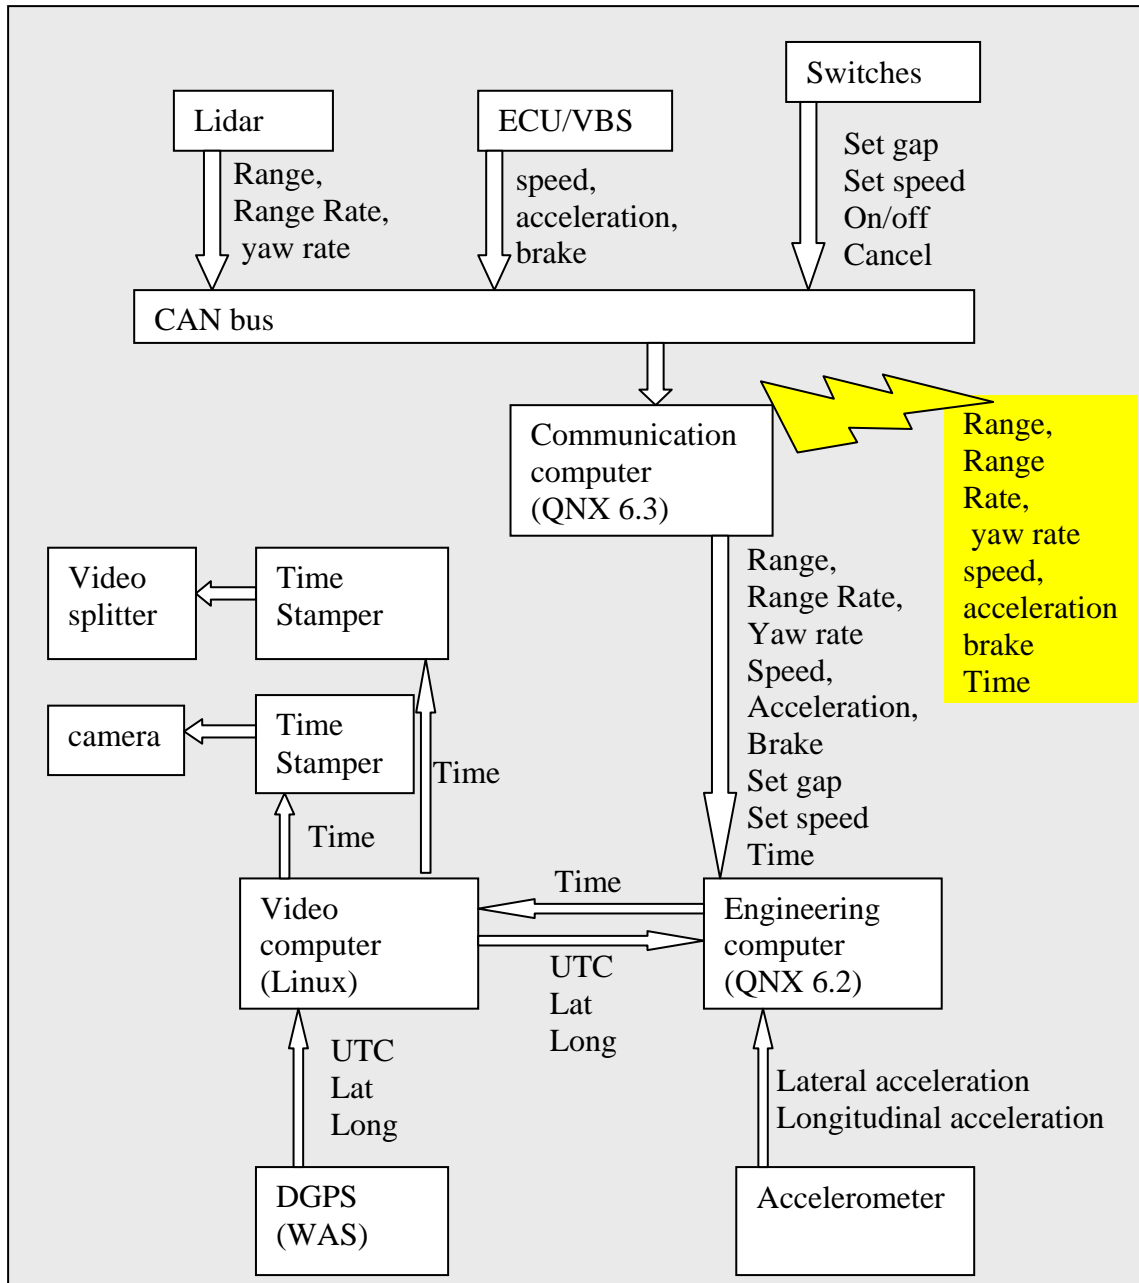 Switches
Lidar
ECU/VBS
Set gap
Set speed
On/off
Cancel
Range,
Range Rate,
yaw rate
speed,
acceleration,
brake
CAN bus
Communication
computer
(QNX 6.3)
Range,
Range
Rate,
yaw rate
speed,
acceleration
brake
Time
Range,
Range Rate,
Yaw rate
Speed,
Acceleration,
Brake
Set gap
Set speed
Time
Video
splitter
Time
Stamper
camera
Time
Stamper
Time
Time
Video
computer
(Linux)
Time
UTC
Lat
Long
Engineering
computer
(QNX 6.2)
UTC
Lat
Long
Lateral acceleration
Longitudinal acceleration
DGPS
(WAS)
Accelerometer